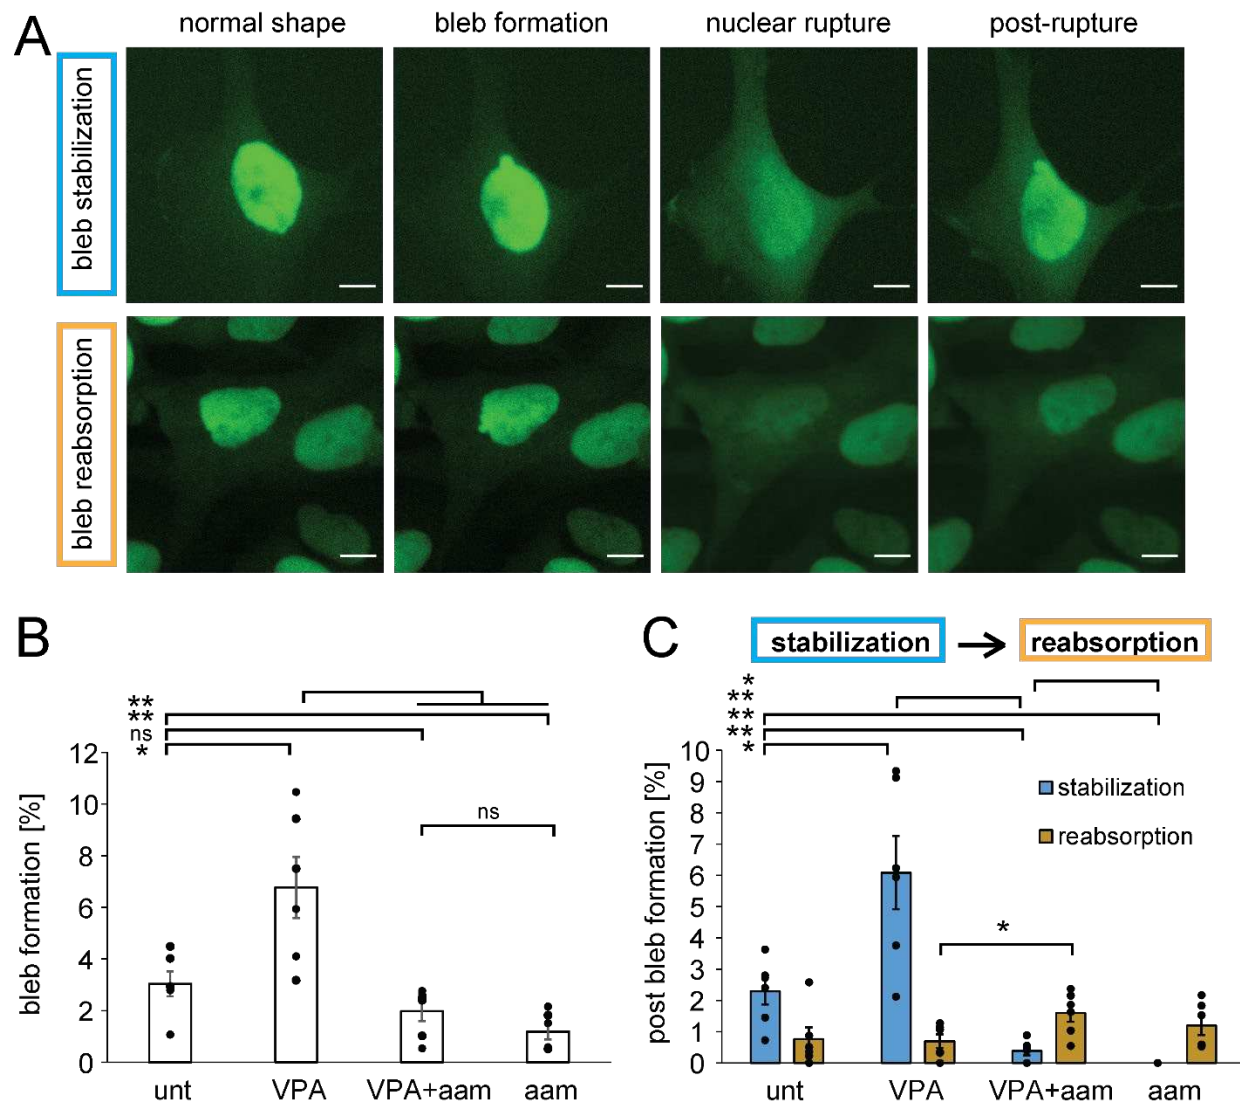 A
normal shape
bleb formation
nuclear rupture
post-rupture
bleb stabilization
bleb reabsorption
B
**
**
ns
*
12
10
8
6
4
2
0
bleb formation [%]
ns
unt
VPA
VPA+aam
aam
C
stabilization
reabsorption
*
**
**
**
*
10
9
8
7
6
5
4
3
2
1
0
post bleb formation [%]
stabilization
reabsorption
*
unt
VPA
VPA+aam
aam